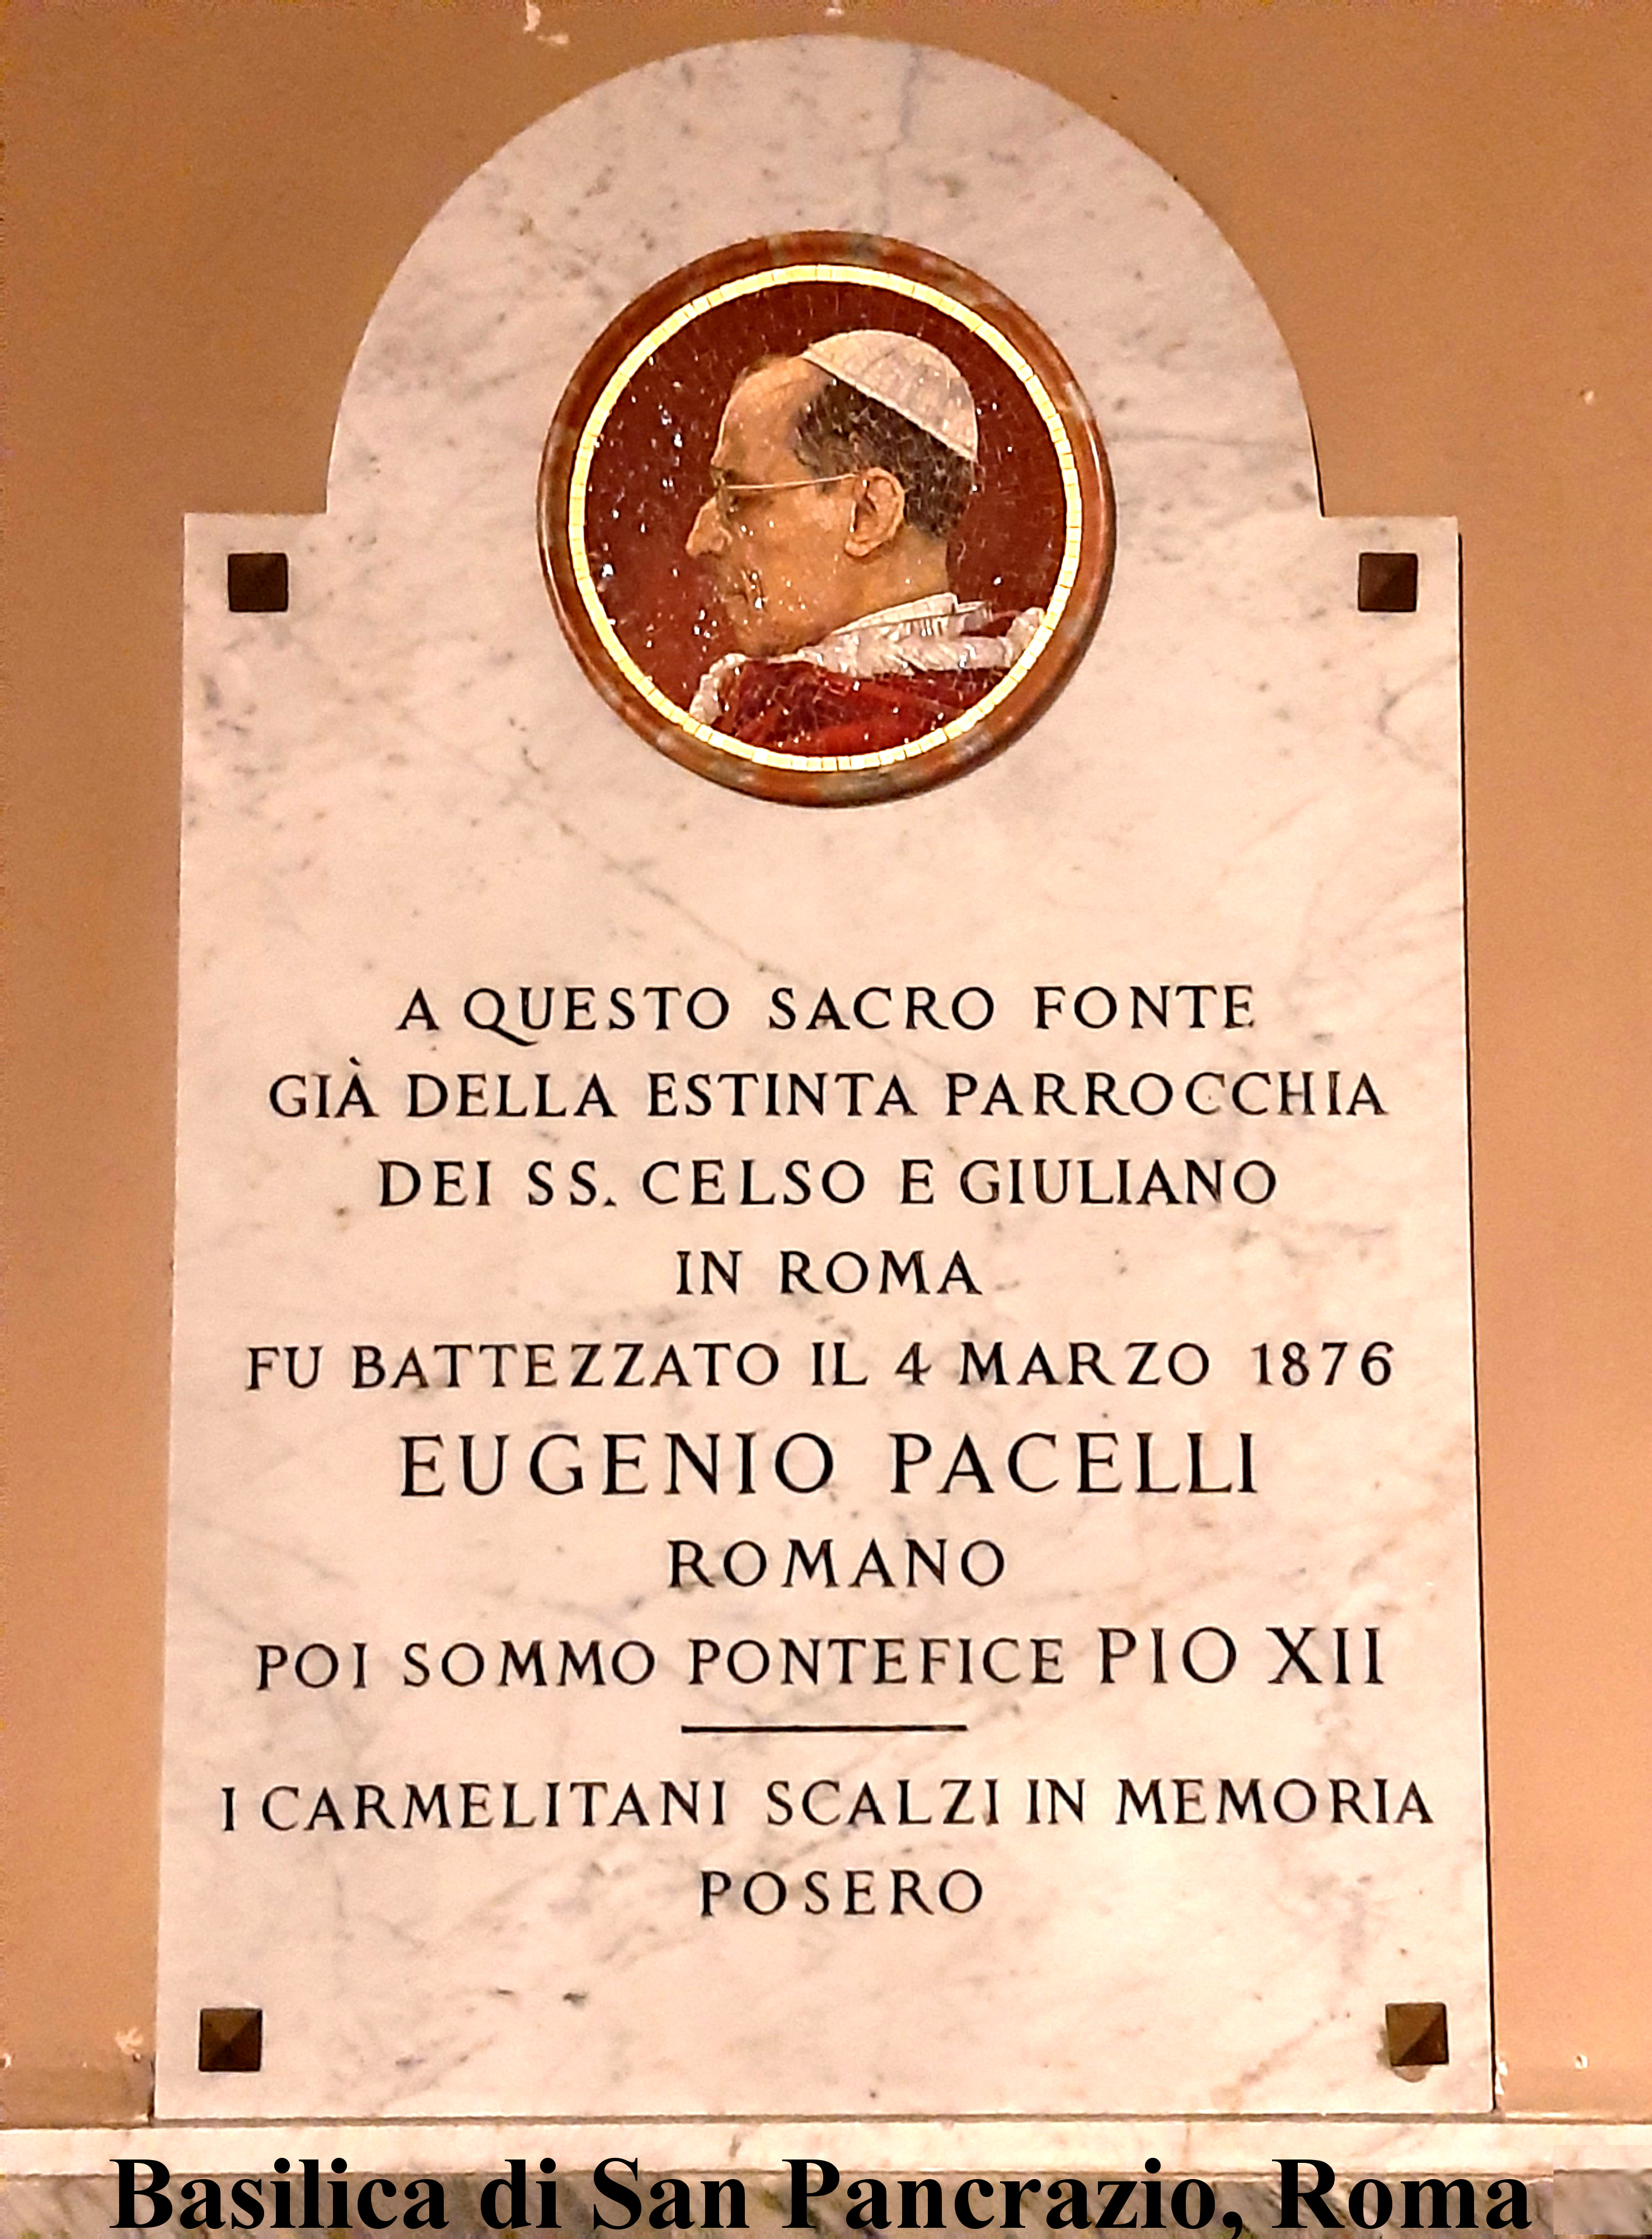 A QUESTO SACRO FONTE
GIÀ DELLA ESTINTA PARROCCHIA
DEI SS. CELSO E GIULIANO
IN ROMA
FU BATTEZZATO IL 4 MARZO 1876
EUGENIO PACELLI
ROMANO
POI SOMMO PONTEFICE PIO XII
I CARMELITANI SCALZI IN MEMORIA
POSERO
Basilica di San Pancrazio, Roma